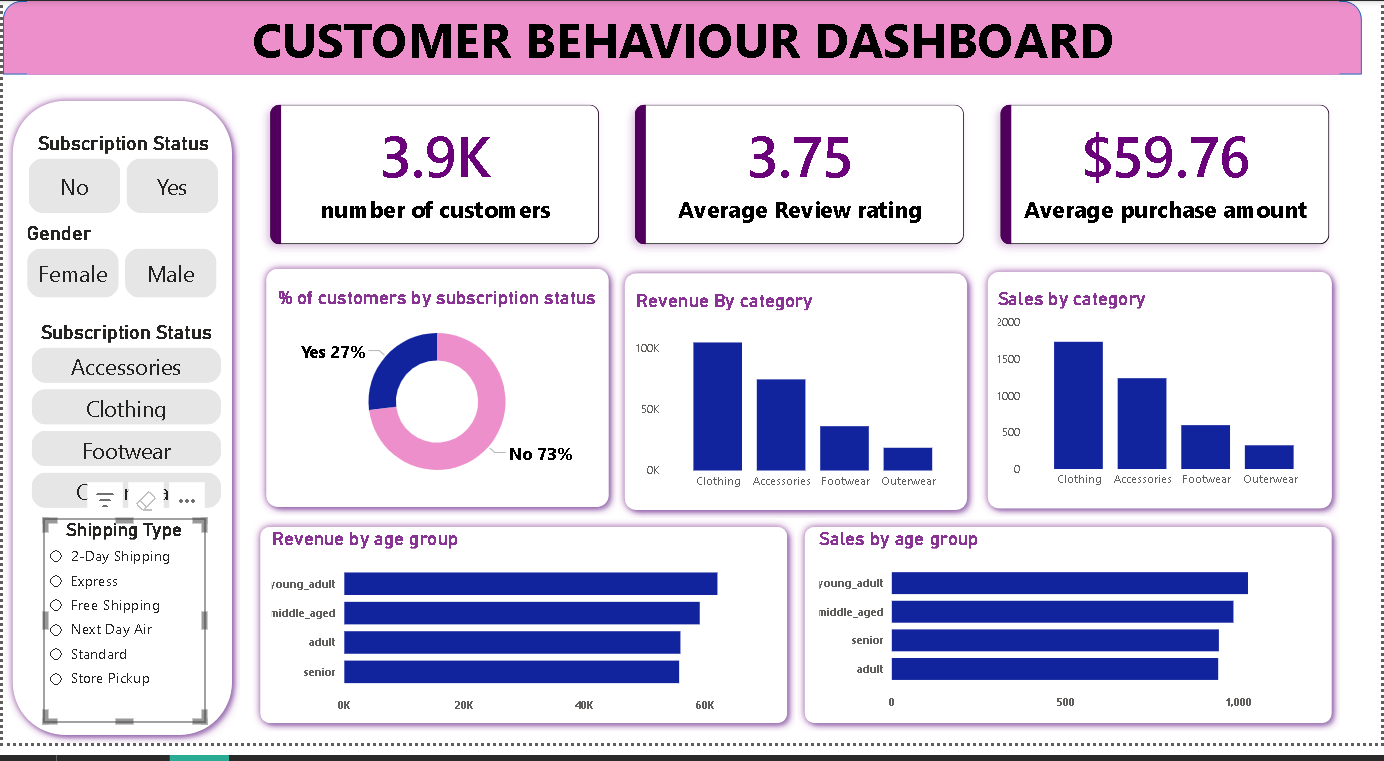 CUSTOMER BEHAVIOUR DASHBOARD
Subscription Status
No Yes
Gender
Female Male
Subscription Status
Accessories
Clothing
Footwear
Shipping Type
2-Day Shipping
Express
Free Shipping
Next Day Air
Standard
Store Pickup
3.9K
number of customers
3.75
Average Review rating
$59.76
Average purchase amount
% of customers by subscription status
Yes 27%
No 73%
Revenue By category
100K
50K
0K
Clothing Accessories Footwear Outerwear
Sales by category
2000
1500
1000
500
0
Clothing Accessories Footwear Outerwear
Revenue by age group
young_adult
middle_aged
adult
senior
0K 20K 40K 60K
Sales by age group
young_adult
middle_aged
senior
adult
0 500 1,000